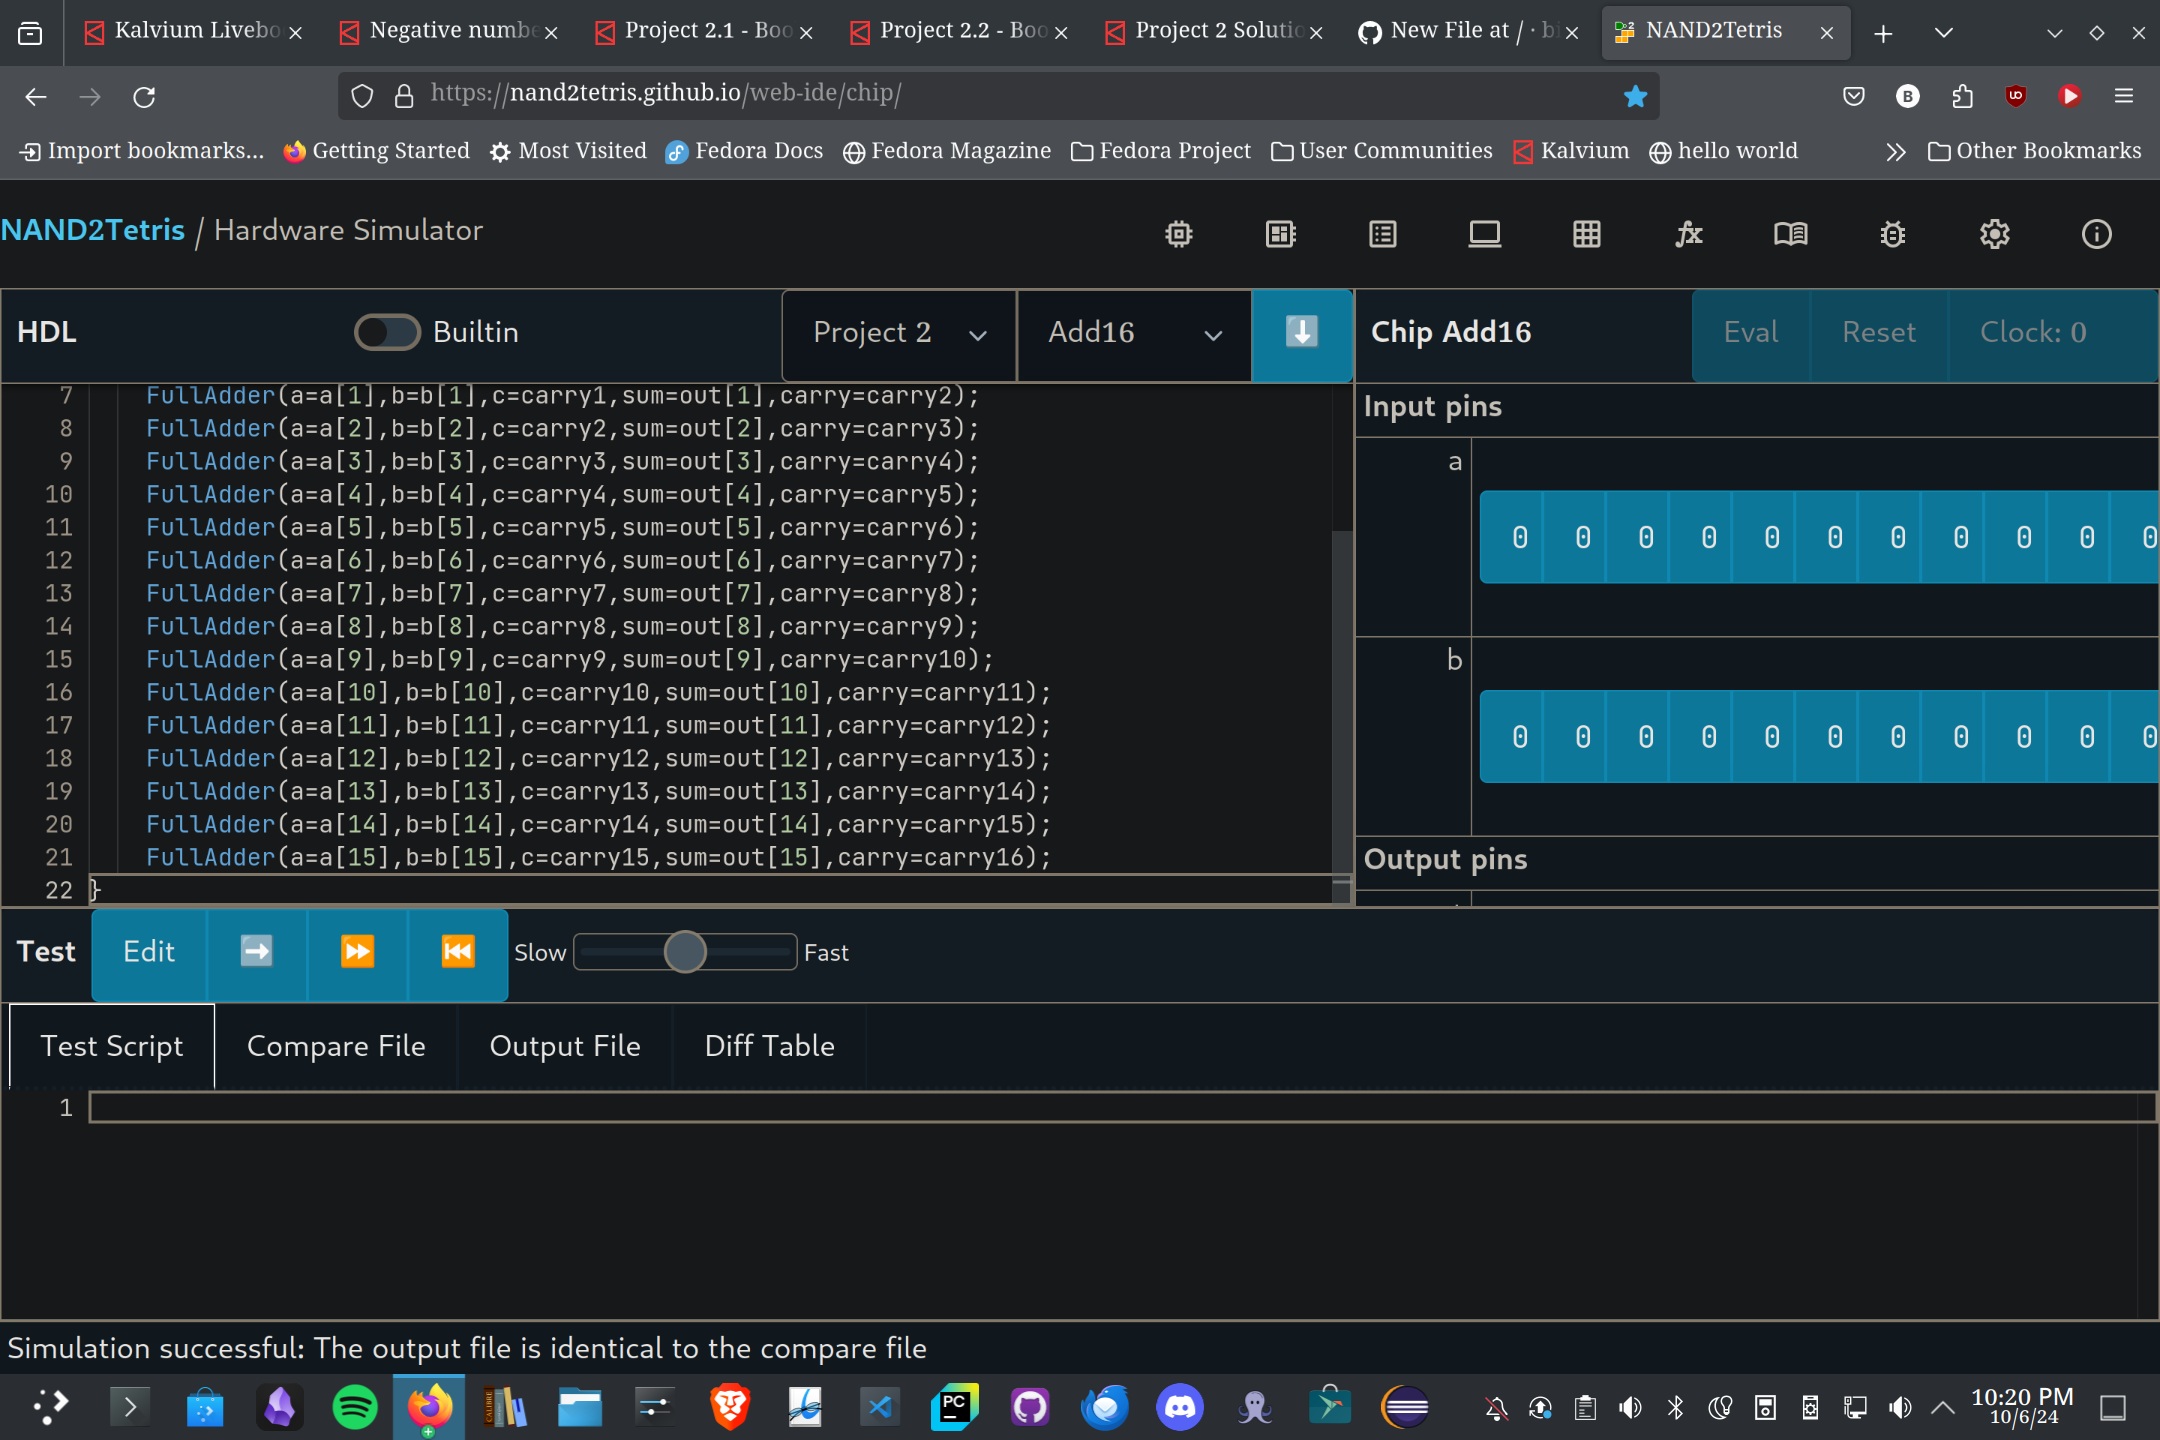 Kalvium Livebo
Negative numbe
Project 2.1 - Boo
Project 2.2 - Boo
Project 2 Solutio
New File at / · bi
NAND2Tetris
https://nand2tetris.github.io/web-ide/chip/
Import bookmarks...
Getting Started
Most Visited
Fedora Docs
Fedora Magazine
Fedora Project
User Communities
Kalvium
hello world
Other Bookmarks
NAND2Tetris / Hardware Simulator
HDL
Builtin
Project 2
Add16
Chip Add16
Eval
Reset
Clock: 0
7 FullAdder(a=a[1],b=b[1],c=carry1,sum=out[1],carry=carry2);
8 FullAdder(a=a[2],b=b[2],c=carry2,sum=out[2],carry=carry3);
9 FullAdder(a=a[3],b=b[3],c=carry3,sum=out[3],carry=carry4);
10 FullAdder(a=a[4],b=b[4],c=carry4,sum=out[4],carry=carry5);
11 FullAdder(a=a[5],b=b[5],c=carry5,sum=out[5],carry=carry6);
12 FullAdder(a=a[6],b=b[6],c=carry6,sum=out[6],carry=carry7);
13 FullAdder(a=a[7],b=b[7],c=carry7,sum=out[7],carry=carry8);
14 FullAdder(a=a[8],b=b[8],c=carry8,sum=out[8],carry=carry9);
15 FullAdder(a=a[9],b=b[9],c=carry9,sum=out[9],carry=carry10);
16 FullAdder(a=a[10],b=b[10],c=carry10,sum=out[10],carry=carry11);
17 FullAdder(a=a[11],b=b[11],c=carry11,sum=out[11],carry=carry12);
18 FullAdder(a=a[12],b=b[12],c=carry12,sum=out[12],carry=carry13);
19 FullAdder(a=a[13],b=b[13],c=carry13,sum=out[13],carry=carry14);
20 FullAdder(a=a[14],b=b[14],c=carry14,sum=out[14],carry=carry15);
21 FullAdder(a=a[15],b=b[15],c=carry15,sum=out[15],carry=carry16);
22 }
Input pins
a
0 0 0 0 0 0 0 0 0 0 0
b
0 0 0 0 0 0 0 0 0 0 0
Output pins
Test
Edit
Slow
Fast
Test Script
Compare File
Output File
Diff Table
1
Simulation successful: The output file is identical to the compare file
CALIBRE
PC
10:20 PM
10/6/24